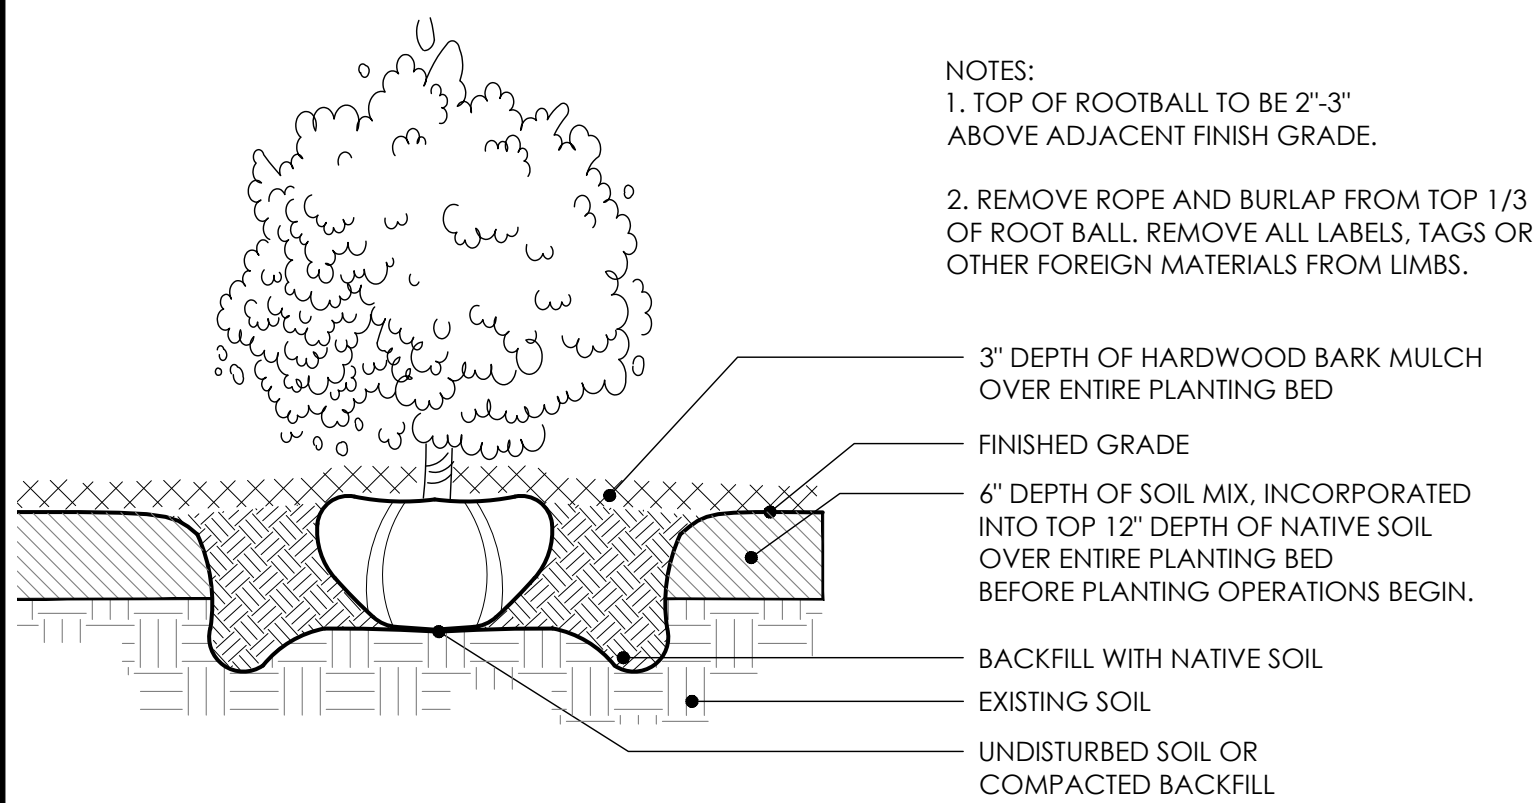 NOTES:
1. TOP OF ROOTBALL TO BE 2"-3"
ABOVE ADJACENT FINISH GRADE.
2. REMOVE ROPE AND BURLAP FROM TOP 1/3
OF ROOT BALL. REMOVE ALL LABELS, TAGS OR
OTHER FOREIGN MATERIALS FROM LIMBS.
3" DEPTH OF HARDWOOD BARK MULCH
OVER ENTIRE PLANTING BED
FINISHED GRADE
6" DEPTH OF SOIL MIX, INCORPORATED
INTO TOP 12" DEPTH OF NATIVE SOIL
OVER ENTIRE PLANTING BED
BEFORE PLANTING OPERATIONS BEGIN.
BACKFILL WITH NATIVE SOIL
EXISTING SOIL
UNDISTURBED SOIL OR
COMPACTED BACKFILL